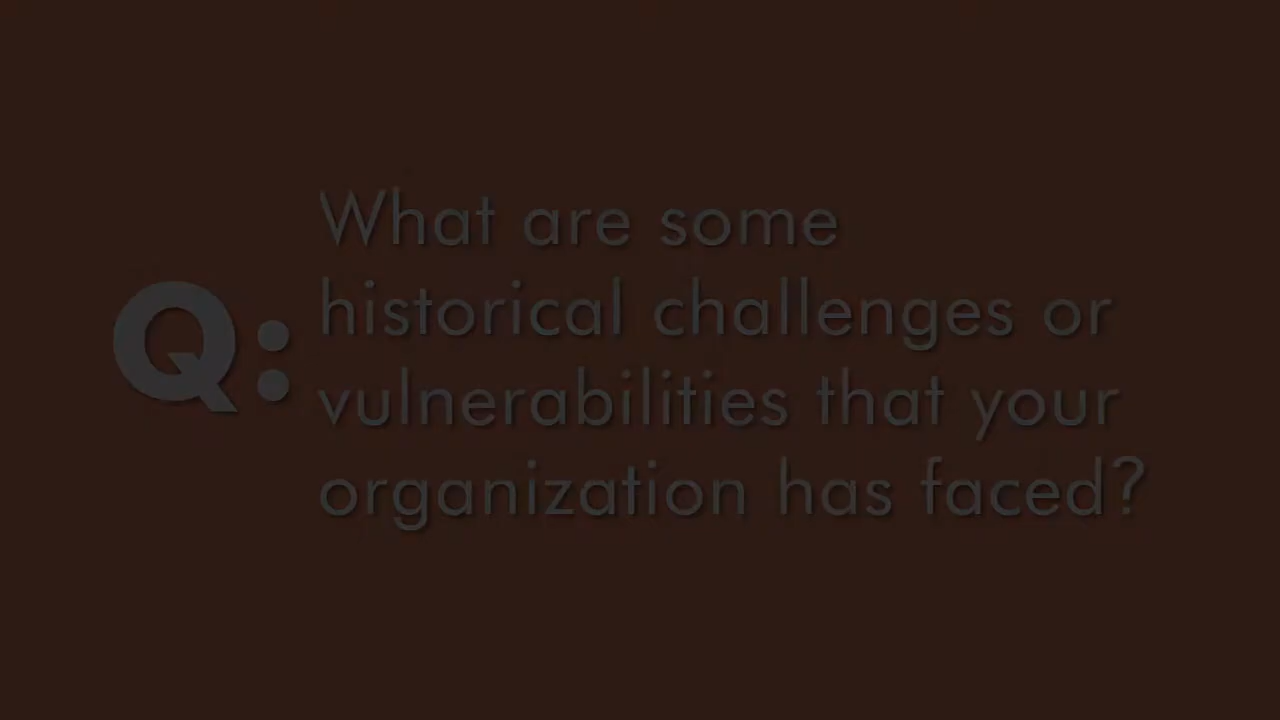 Q:
What are some
historical challenges or
vulnerabilities that your
organization has faced?